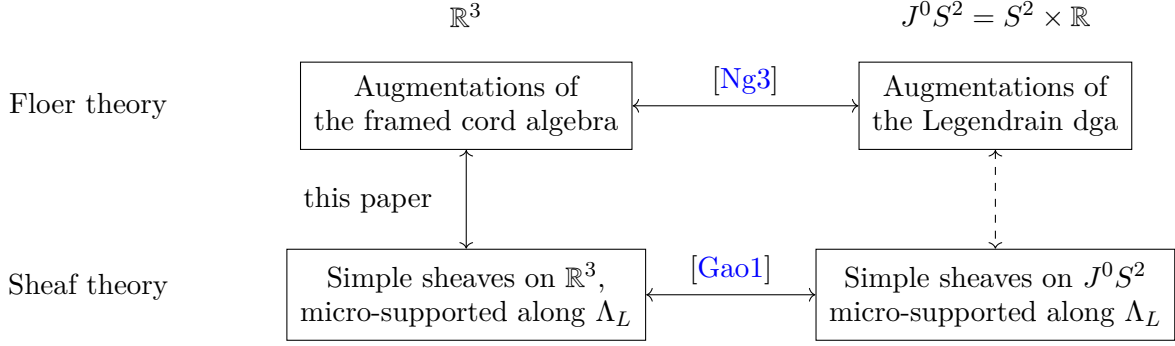 ℝ³
J⁰S² = S² × ℝ
Floer theory
Augmentations of
the framed cord algebra
[Ng3]
Augmentations of
the Legendrain dga
this paper
Sheaf theory
Simple sheaves on ℝ³,
micro-supported along Λ_L
[Gao1]
Simple sheaves on J⁰S²
micro-supported along Λ_L